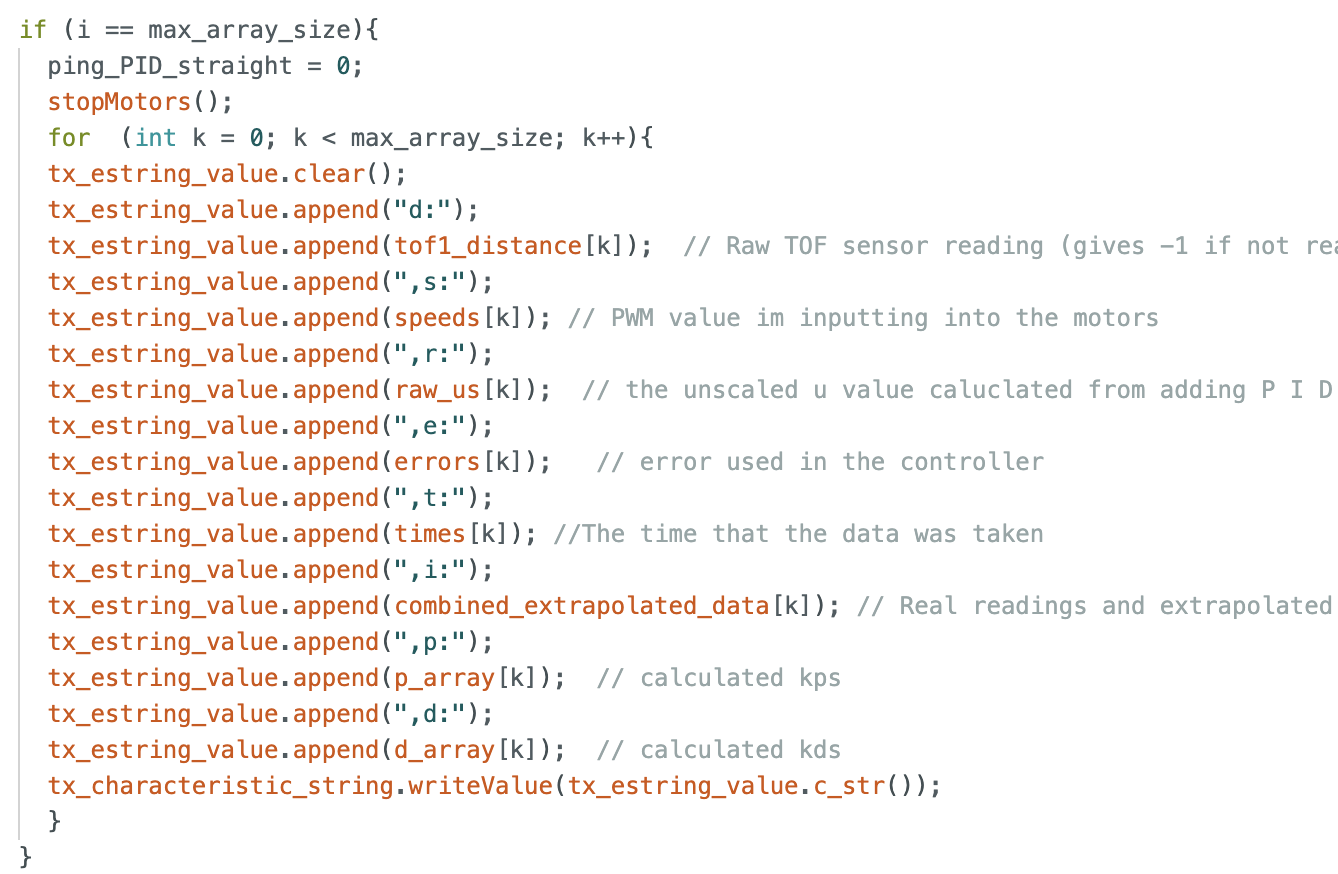 if (i == max_array_size){
ping_PID_straight = 0;
stopMotors();
for  (int k = 0; k < max_array_size; k++){
tx_estring_value.clear();
tx_estring_value.append("d:");
tx_estring_value.append(tof1_distance[k]);  // Raw TOF sensor reading (gives -1 if not
tx_estring_value.append(",s:");
tx_estring_value.append(speeds[k]); // PWM value im inputting into the motors
tx_estring_value.append(",r:");
tx_estring_value.append(raw_us[k]);  // the unscaled u value caluclated from adding P I D
tx_estring_value.append(",e:");
tx_estring_value.append(errors[k]);   // error used in the controller
tx_estring_value.append(",t:");
tx_estring_value.append(times[k]); //The time that the data was taken
tx_estring_value.append(",i:");
tx_estring_value.append(combined_extrapolated_data[k]); // Real readings and extrapolated
tx_estring_value.append(",p:");
tx_estring_value.append(p_array[k]);  // calculated kps
tx_estring_value.append(",d:");
tx_estring_value.append(d_array[k]);  // calculated kds
tx_characteristic_string.writeValue(tx_estring_value.c_str());
}
}